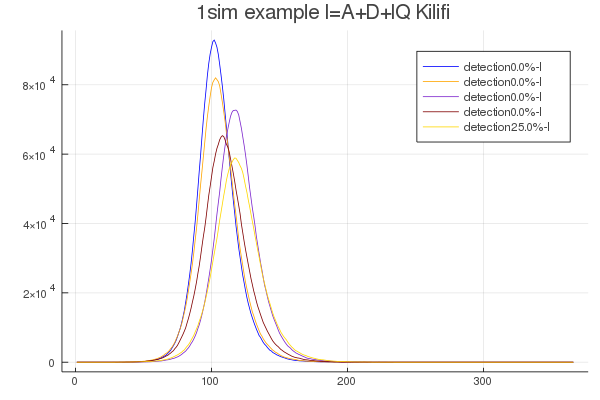 1sim example I=A+D+IQ Kilifi
8×10⁴
6×10⁴
4×10⁴
2×10⁴
0
0
100
200
300
detection0.0%-I
detection0.0%-I
detection0.0%-I
detection0.0%-I
detection25.0%-I